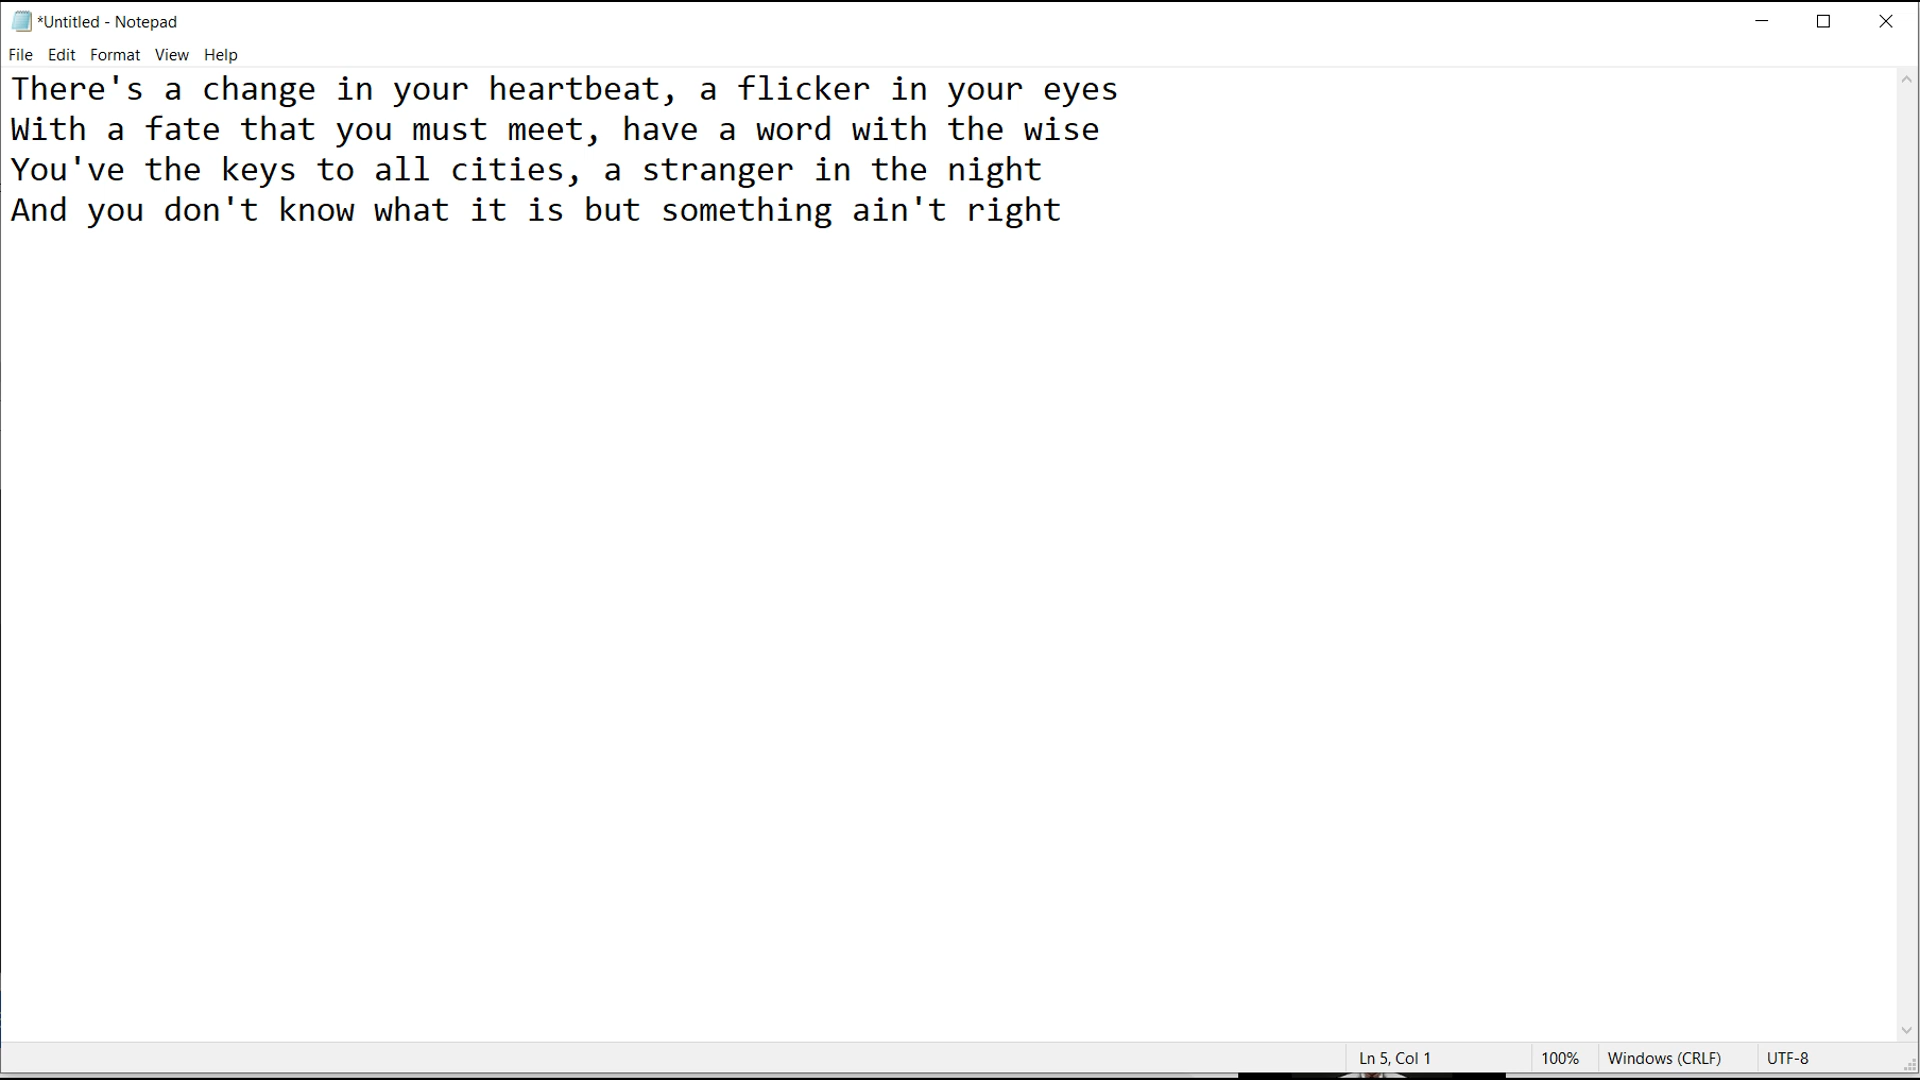 *Untitled - Notepad
File Edit Format View Help
There's a change in your heartbeat, a flicker in your eyes
With a fate that you must meet, have a word with the wise
You've the keys to all cities, a stranger in the night
And you don't know what it is but something ain't right
Ln 5, Col 1 100% Windows (CRLF) UTF-8